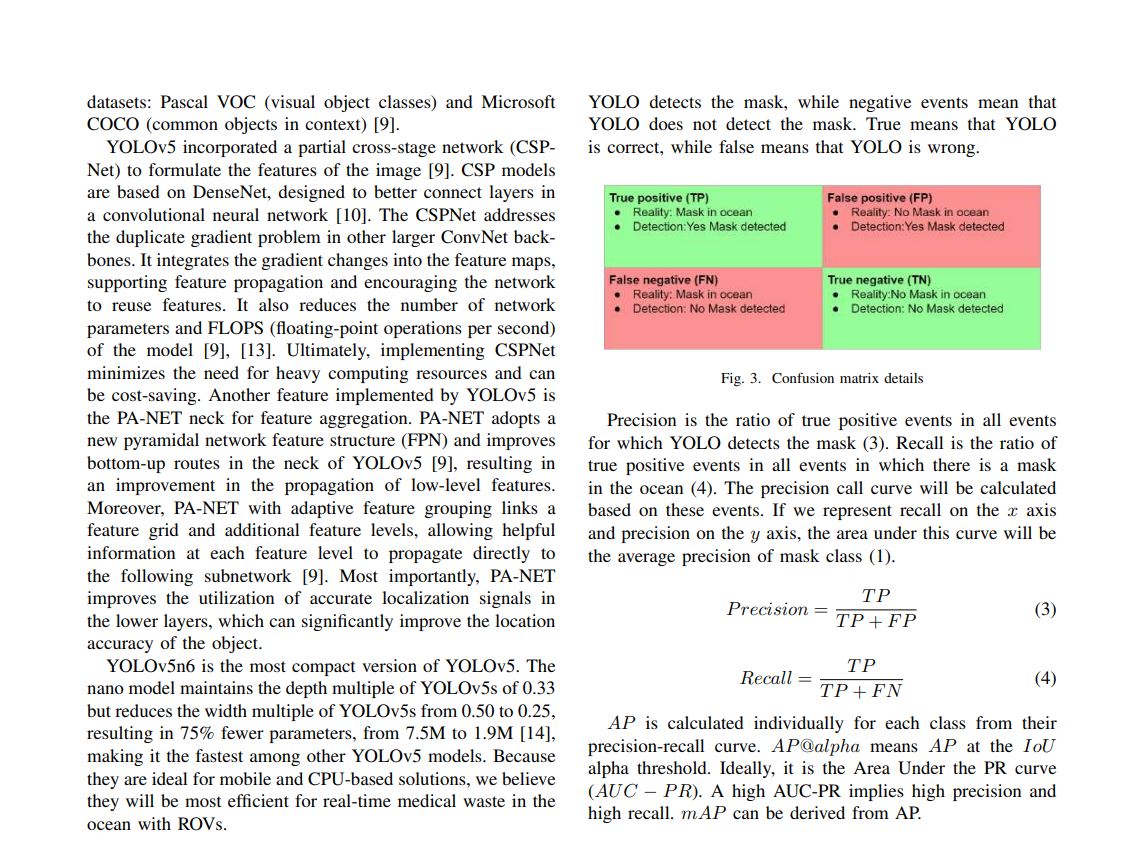 datasets: Pascal VOC (visual object classes) and Microsoft
COCO (common objects in context) [9].
YOLOv5 incorporated a partial cross-stage network (CSP-
Net) to formulate the features of the image [9]. CSP models
are based on DenseNet, designed to better connect layers in
a convolutional neural network [10]. The CSPNet addresses
the duplicate gradient problem in other larger ConvNet back-
bones. It integrates the gradient changes into the feature maps,
supporting feature propagation and encouraging the network
to reuse features. It also reduces the number of network
parameters and FLOPS (floating-point operations per second)
of the model [9], [13]. Ultimately, implementing CSPNet
minimizes the need for heavy computing resources and can
be cost-saving. Another feature implemented by YOLOv5 is
the PA-NET neck for feature aggregation. PA-NET adopts a
new pyramidal network feature structure (FPN) and improves
bottom-up routes in the neck of YOLOv5 [9], resulting in
an improvement in the propagation of low-level features.
Moreover, PA-NET with adaptive feature grouping links a
feature grid and additional feature levels, allowing helpful
information at each feature level to propagate directly to
the following subnetwork [9]. Most importantly, PA-NET
improves the utilization of accurate localization signals in
the lower layers, which can significantly improve the location
accuracy of the object.
YOLOv5n6 is the most compact version of YOLOv5. The
nano model maintains the depth multiple of YOLOv5s of 0.33
but reduces the width multiple of YOLOv5s from 0.50 to 0.25,
resulting in 75% fewer parameters, from 7.5M to 1.9M [14],
making it the fastest among other YOLOv5 models. Because
they are ideal for mobile and CPU-based solutions, we believe
they will be most efficient for real-time medical waste in the
ocean with ROVs.
YOLO detects the mask, while negative events mean that
YOLO does not detect the mask. True means that YOLO
is correct, while false means that YOLO is wrong.
True positive (TP)
• Reality: Mask in ocean
• Detection:Yes Mask detected
False positive (FP)
• Reality: No Mask in ocean
• Detection:Yes Mask detected
False negative (FN)
• Reality: Mask in ocean
• Detection: No Mask detected
True negative (TN)
• Reality:No Mask in ocean
• Detection: No Mask detected
Fig. 3. Confusion matrix details
Precision is the ratio of true positive events in all events
for which YOLO detects the mask (3). Recall is the ratio of
true positive events in all events in which there is a mask
in the ocean (4). The precision call curve will be calculated
based on these events. If we represent recall on the x axis
and precision on the y axis, the area under this curve will be
the average precision of mask class (1).
Precision = TP / (TP + FP) (3)
Recall = TP / (TP + FN) (4)
AP is calculated individually for each class from their
precision-recall curve. AP@alpha means AP at the IoU
alpha threshold. Ideally, it is the Area Under the PR curve
(AUC − PR). A high AUC-PR implies high precision and
high recall. mAP can be derived from AP.